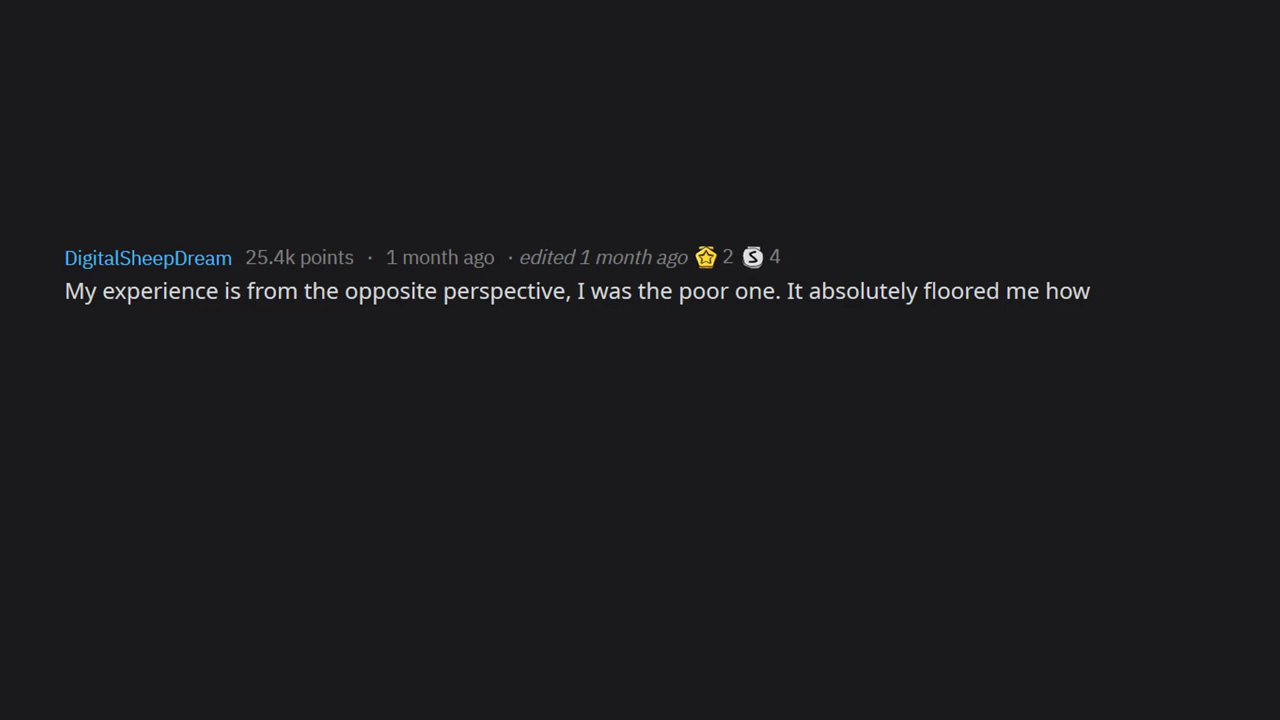 DigitalSheepDream 25.4k points · 1 month ago · edited 1 month ago 2 S 4
My experience is from the opposite perspective, I was the poor one. It absolutely floored me how